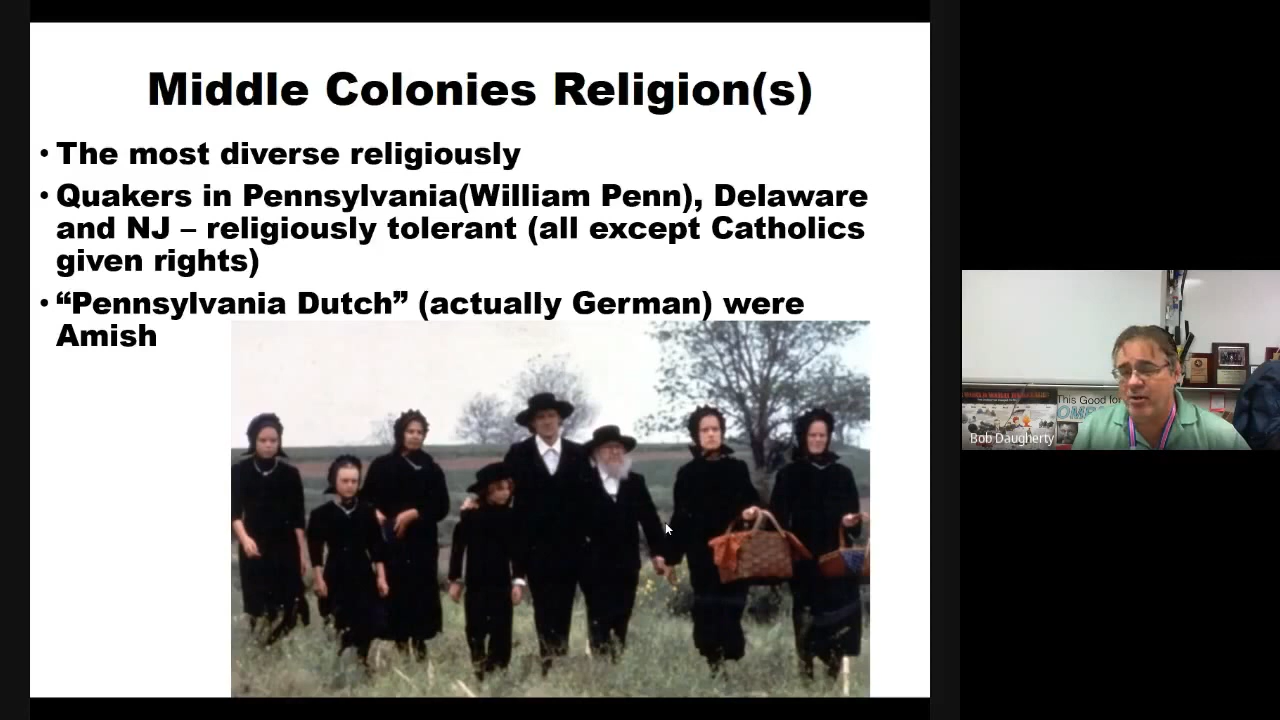 Middle Colonies Religion(s)
• The most diverse religiously
• Quakers in Pennsylvania(William Penn), Delaware
and NJ – religiously tolerant (all except Catholics
given rights)
• “Pennsylvania Dutch” (actually German) were
Amish
This Good for
Bob Daugherty